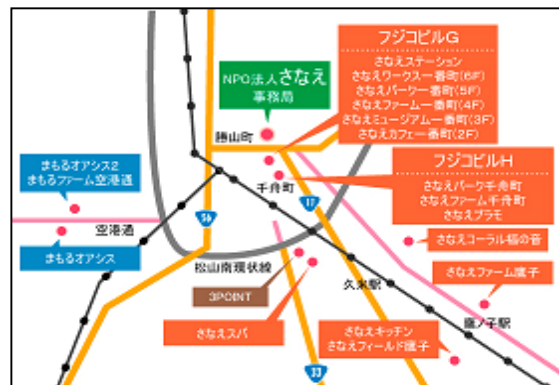 フジコビルG
さなえステーション
さなえワークス一番町(6F)
さなえパーク一番町(5F)
さなえファーム一番町(4F)
さなえミュージアム一番町(3F)
さなえカフェ一番町(2F)
NPO法人さなえ
事務局
勝山町
フジコビルH
さなえパーク千舟町
さなえファーム千舟町
さなえプラモ
千舟町
まもるオアシス2
まもるファーム空港通
空港通
まもるオアシス
56
11
さなえコーラル福の音
松山南環状線
3POINT
久米駅
さなえファーム鷹子
鷹ノ子駅
さなえスパ
さなえキッチン
さなえフィールド鷹子
33